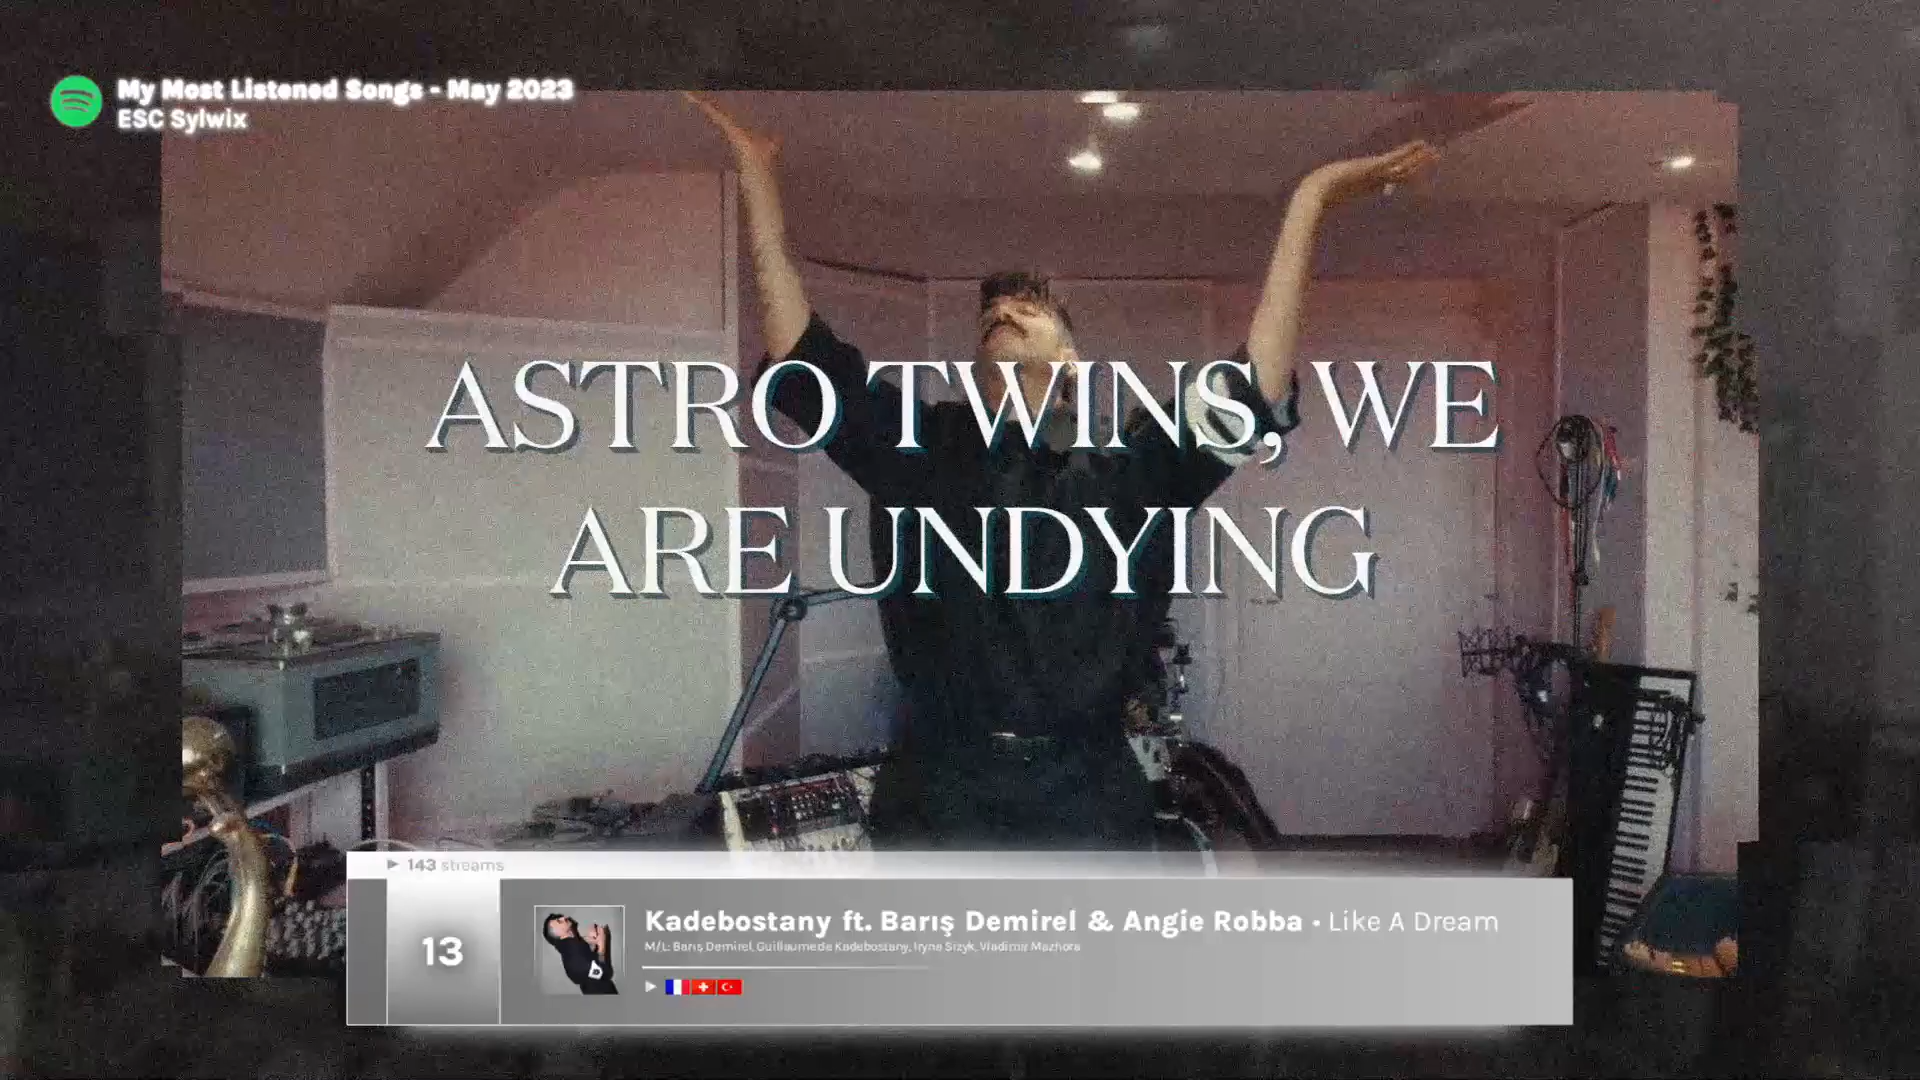 My Most Listened Songs - May 2023
ESC Sylwix
ASTRO TWINS, WE
ARE UNDYING
143 streams
13
Kadebostany ft. Barış Demirel & Angie Robba • Like A Dream
M/L: Barış Demirel, Guillaume de Kadebostany, Iryna Sizyk, Vladimir Mazhora